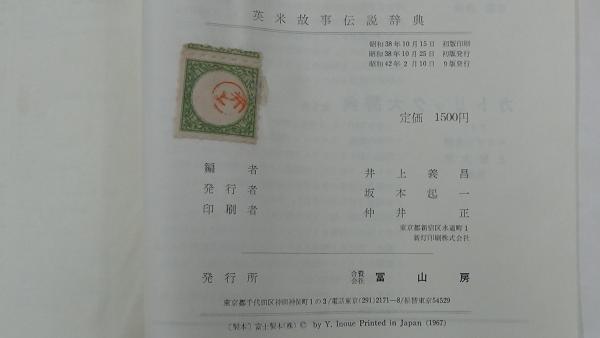 英米故事伝説辞典
昭和38年10月15日 初版印刷
昭和38年10月25日 初版発行
昭和42年2月10日 9版発行
定価 1500円
編者 井上義昌
発行者 坂本起一
印刷者 仲井正
東京都新宿区水道町1
新灯印刷株式会社
発行所 合資会社 冨山房
東京都千代田区神田神保町1の3/電話東京(291)2171―8/振替東京54529
〔製本〕富士製本(株) © by Y. Inoue Printed in Japan (1967)